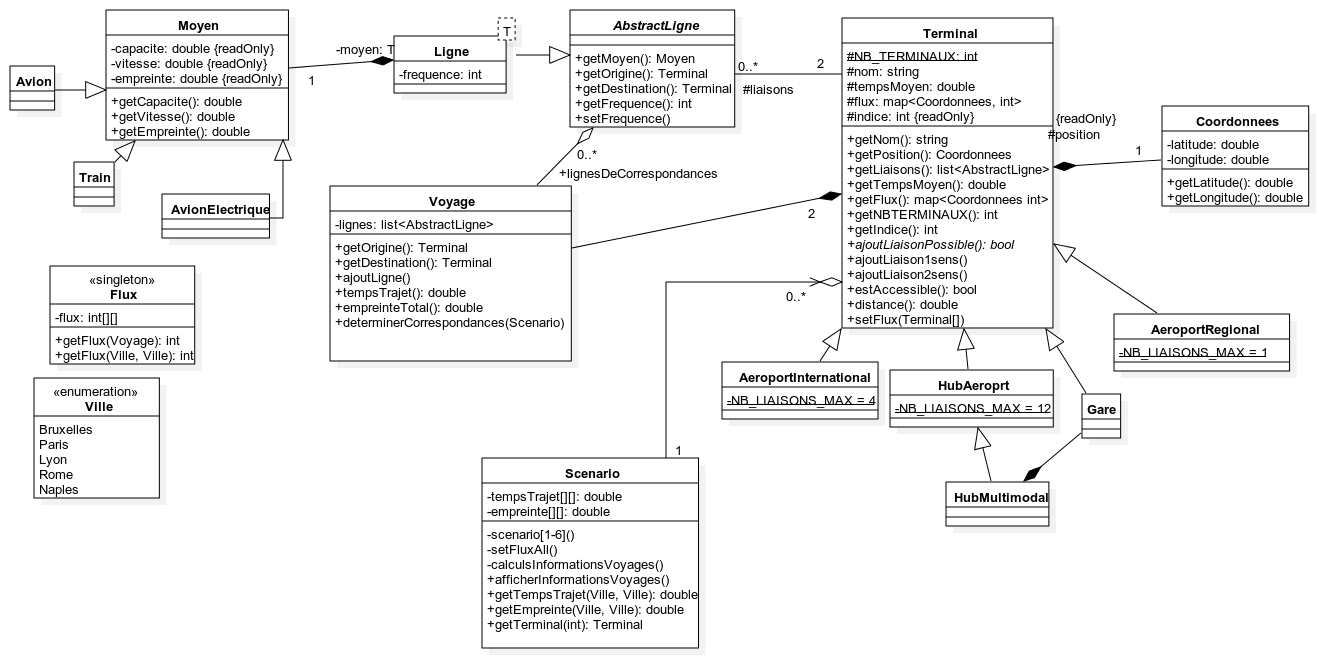 Moyen
-capacite: double {readOnly}
-vitesse: double {readOnly}
-empreinte: double {readOnly}
+getCapacite(): double
+getVitesse(): double
+getEmpreinte(): double
Avion
Train
AvionElectrique
-moyen: T
1
T
Ligne
-frequence: int
AbstractLigne
+getMoyen(): Moyen
+getOrigine(): Terminal
+getDestination(): Terminal
+getFrequence(): int
+setFrequence()
0..*
2
#liaisons
0..*
+lignesDeCorrespondances
Terminal
#NB_TERMINAUX: int
#nom: string
#tempsMoyen: double
#flux: map<Coordonnees, int>
#indice: int {readOnly}
+getNom(): string
+getPosition(): Coordonnees
+getLiaisons(): list<AbstractLigne>
+getTempsMoyen(): double
+getFlux(): map<Coordonnees int>
+getNBTERMINAUX(): int
+getIndice(): int
+ajoutLiaisonPossible(): bool
+ajoutLiaison1sens()
+ajoutLiaison2sens()
+estAccessible(): bool
+distance(): double
+setFlux(Terminal[])
{readOnly}
#position
1
Coordonnees
-latitude: double
-longitude: double
+getLatitude(): double
+getLongitude(): double
Voyage
-lignes: list<AbstractLigne>
+getOrigine(): Terminal
+getDestination(): Terminal
+ajoutLigne()
+tempsTrajet(): double
+empreinteTotal(): double
+determinerCorrespondances(Scenario)
2
0..*
1
«singleton»
Flux
-flux: int[][]
+getFlux(Voyage): int
+getFlux(Ville, Ville): int
«enumeration»
Ville
Bruxelles
Paris
Lyon
Rome
Naples
AeroportInternational
-NB_LIAISONS_MAX = 4
HubAeroprt
-NB_LIAISONS_MAX = 12
Gare
AeroportRegional
-NB_LIAISONS_MAX = 1
HubMultimodal
Scenario
-tempsTrajet[][]: double
-empreinte[][]: double
-scenario[1-6]()
-setFluxAll()
-calculsInformationsVoyages()
+afficherInformationsVoyages()
+getTempsTrajet(Ville, Ville): double
+getEmpreinte(Ville, Ville): double
+getTerminal(int): Terminal